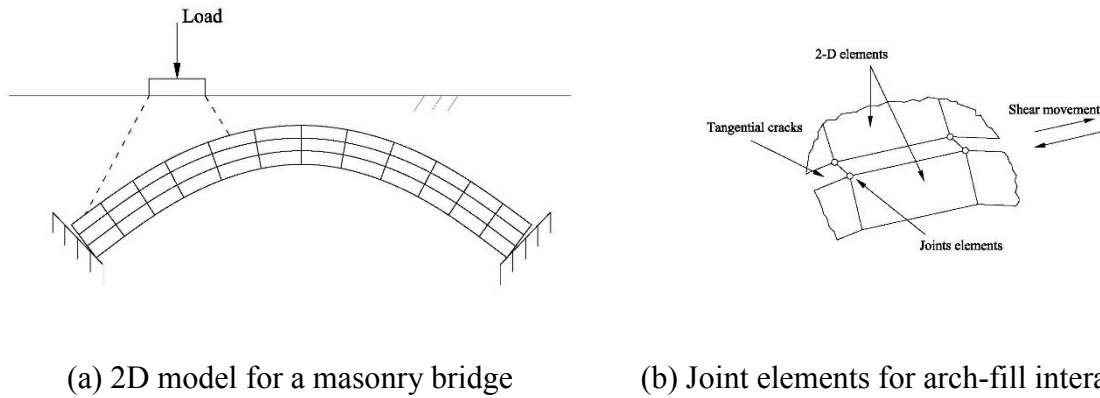 Load
2-D elements
Shear movement
Tangential cracks
Joints elements
(a) 2D model for a masonry bridge
(b) Joint elements for arch-fill intera